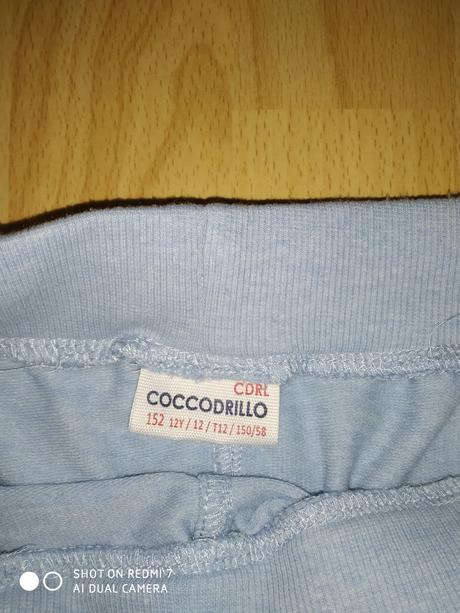 CDRL
COCCODRILLO
152 12Y / 12 / T12 / 150/58
SHOT ON REDMI 7
AI DUAL CAMERA